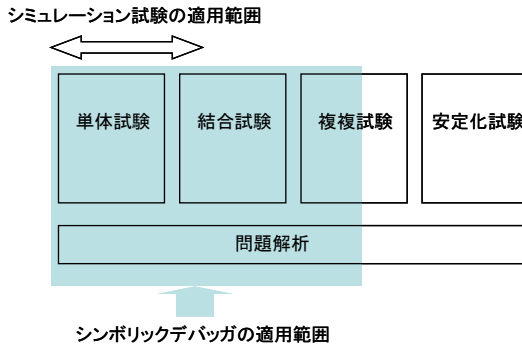 シミュレーション試験の適用範囲
単体試験
結合試験
複複試験
安定化試験
問題解析
シンボリックデバッガの適用範囲